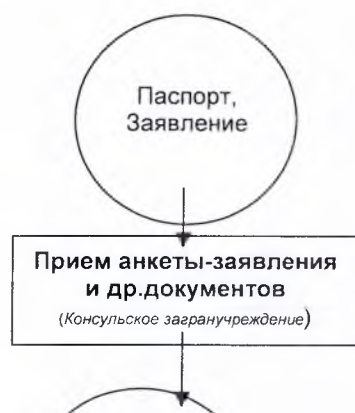 Паспорт,
Заявление
Прием анкеты-заявления
и др.документов
(Консульское загранучреждение)